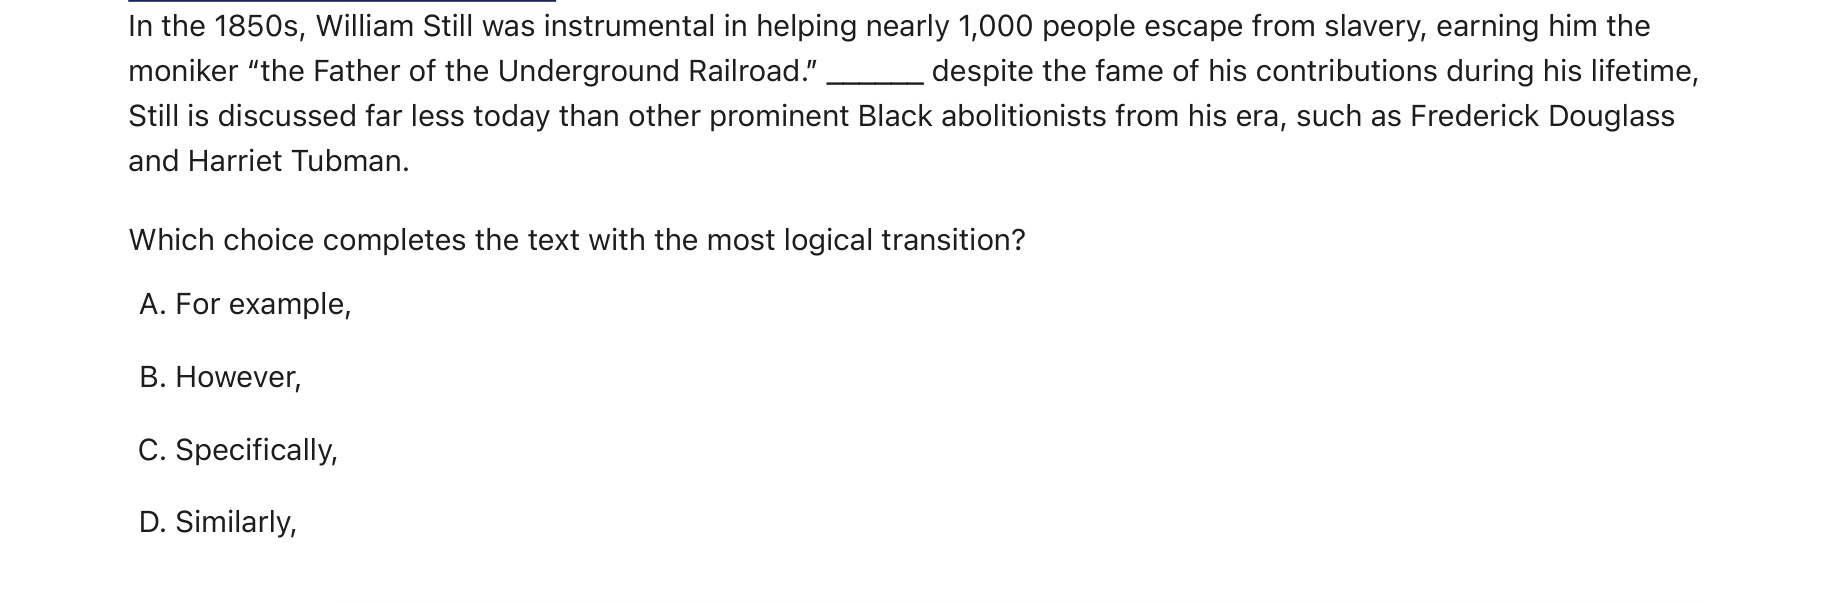 In the 1850s, William Still was instrumental in helping nearly 1,000 people escape from slavery, earning him the
moniker “the Father of the Underground Railroad.” ______ despite the fame of his contributions during his lifetime,
Still is discussed far less today than other prominent Black abolitionists from his era, such as Frederick Douglass
and Harriet Tubman.
Which choice completes the text with the most logical transition?
A. For example,
B. However,
C. Specifically,
D. Similarly,